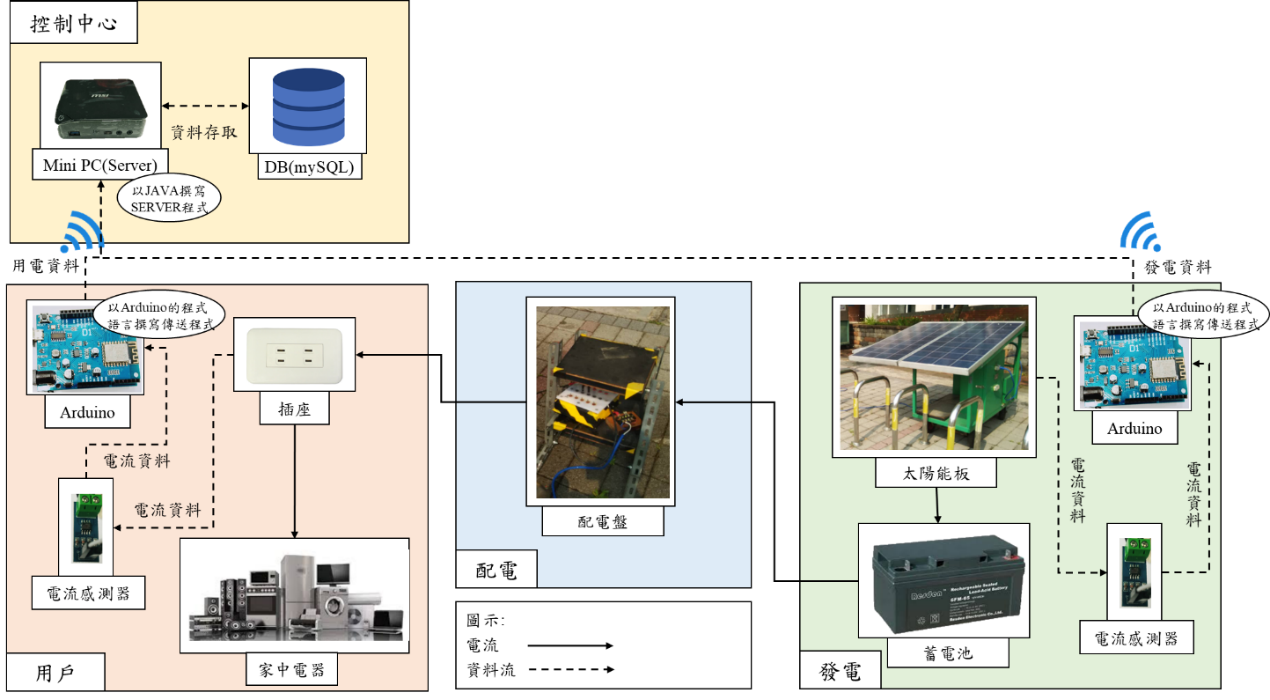 控制中心
資料存取
Mini PC(Server)
DB(mySQL)
以JAVA撰寫
SERVER程式
用電資料
發電資料
以Arduino的程式
語言撰寫傳送程式
Arduino
插座
電流資料
電流資料
電流感測器
家中電器
用戶
配電盤
配電
圖示:
電流
資料流
以Arduino的程式
語言撰寫傳送程式
Arduino
太陽能板
電流資料
電流資料
蓄電池
電流感測器
發電